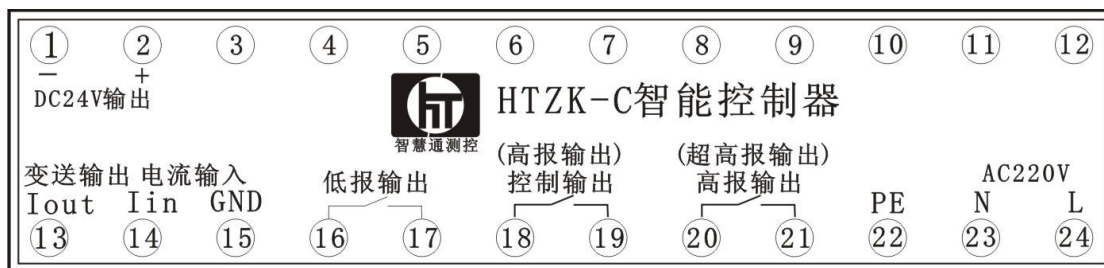 ① ② ③ ④ ⑤ ⑥ ⑦ ⑧ ⑨ ⑩ ⑪ ⑫
− +
DC24V输出
HT
智慧通测控
HTZK-C智能控制器
(高报输出) (超高报输出)
变送输出 电流输入 低报输出 控制输出 高报输出 AC220V
Iout Iin GND PE N L
⑬ ⑭ ⑮ ⑯ ⑰ ⑱ ⑲ ⑳ ㉑ ㉒ ㉓ ㉔